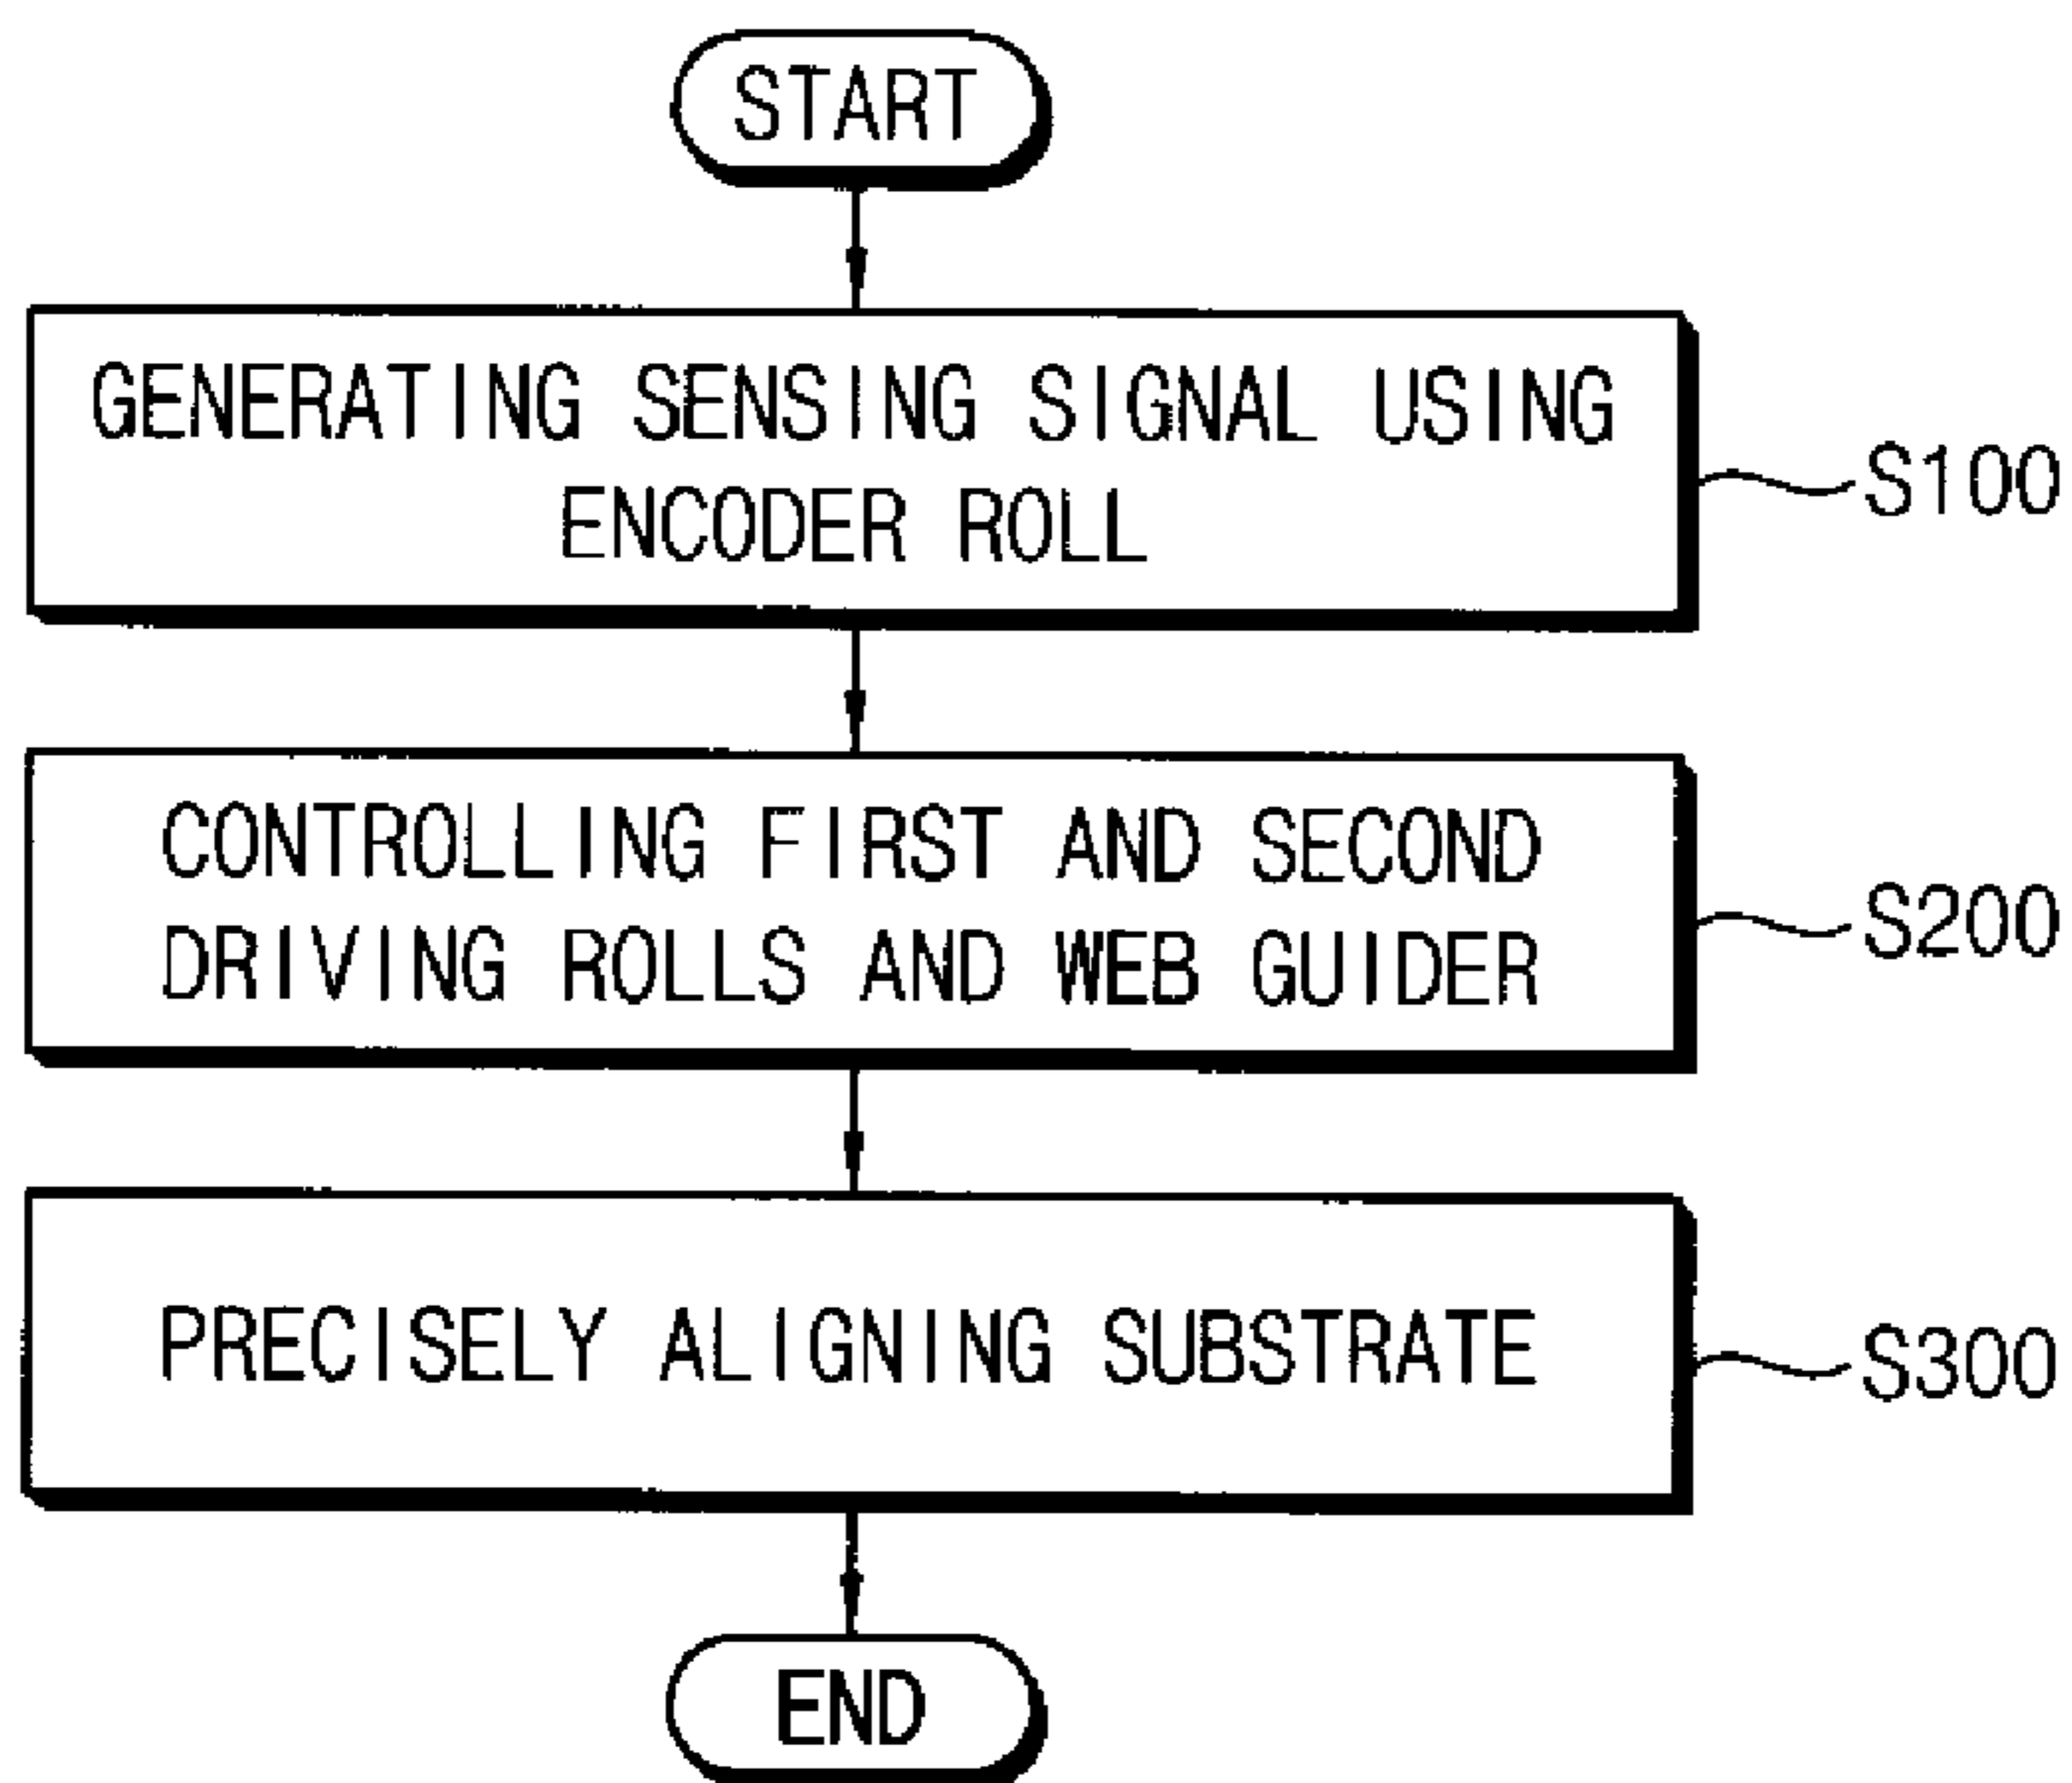 START
GENERATING SENSING SIGNAL USING
ENCODER ROLL
S100
CONTROLLING FIRST AND SECOND
DRIVING ROLLS AND WEB GUIDER
S200
PRECISELY ALIGNING SUBSTRATE
S300
END